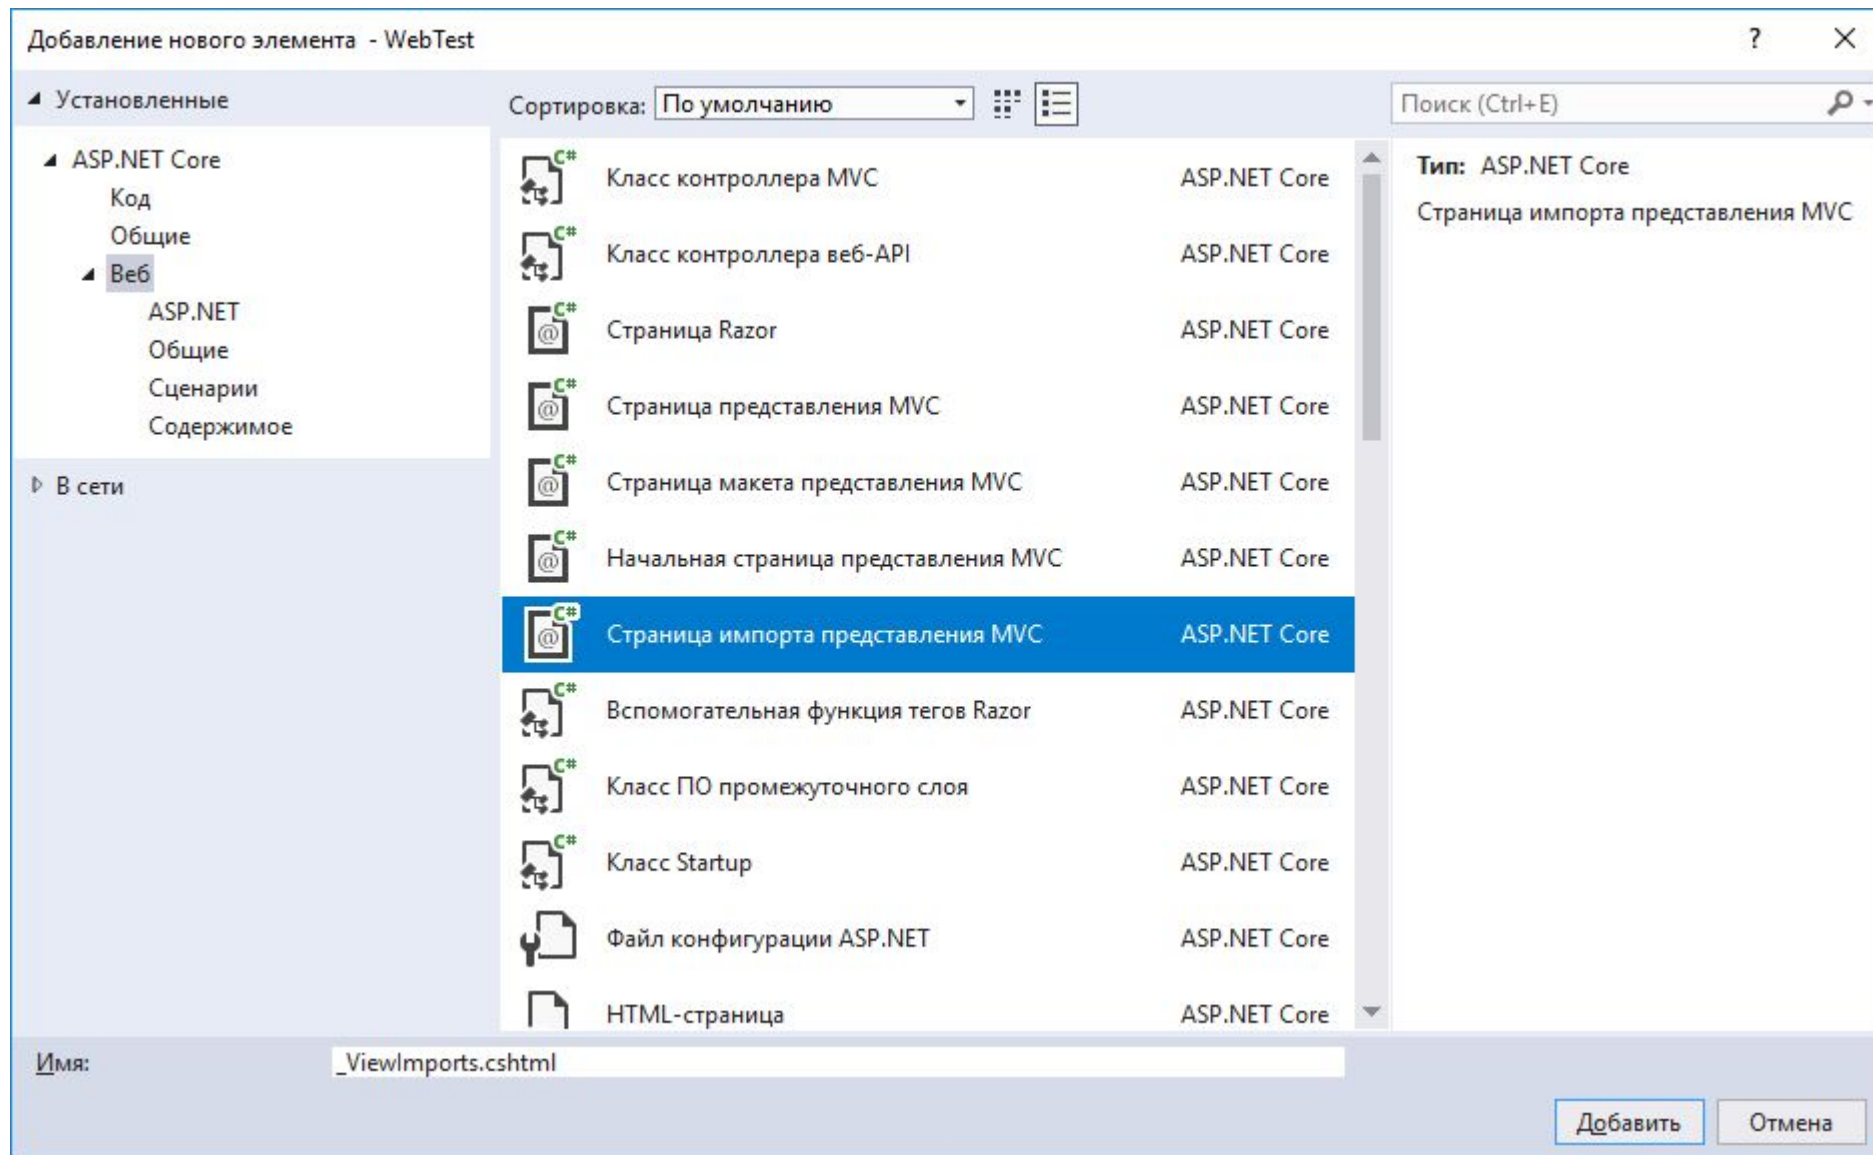 Добавление нового элемента - WebTest
?
Установленные
ASP.NET Core
Код
Общие
Веб
ASP.NET
Общие
Сценарии
Содержимое
В сети
Сортировка: По умолчанию
Поиск (Ctrl+E)
C# Класс контроллера MVC ASP.NET Core
C# Класс контроллера веб-API ASP.NET Core
C# @ Страница Razor ASP.NET Core
C# @ Страница представления MVC ASP.NET Core
C# @ Страница макета представления MVC ASP.NET Core
C# @ Начальная страница представления MVC ASP.NET Core
C# @ Страница импорта представления MVC ASP.NET Core
C# Вспомогательная функция тегов Razor ASP.NET Core
C# Класс ПО промежуточного слоя ASP.NET Core
C# Класс Startup ASP.NET Core
Файл конфигурации ASP.NET ASP.NET Core
HTML-страница ASP.NET Core
Тип: ASP.NET Core
Страница импорта представления MVC
Имя: _ViewImports.cshtml
Добавить Отмена